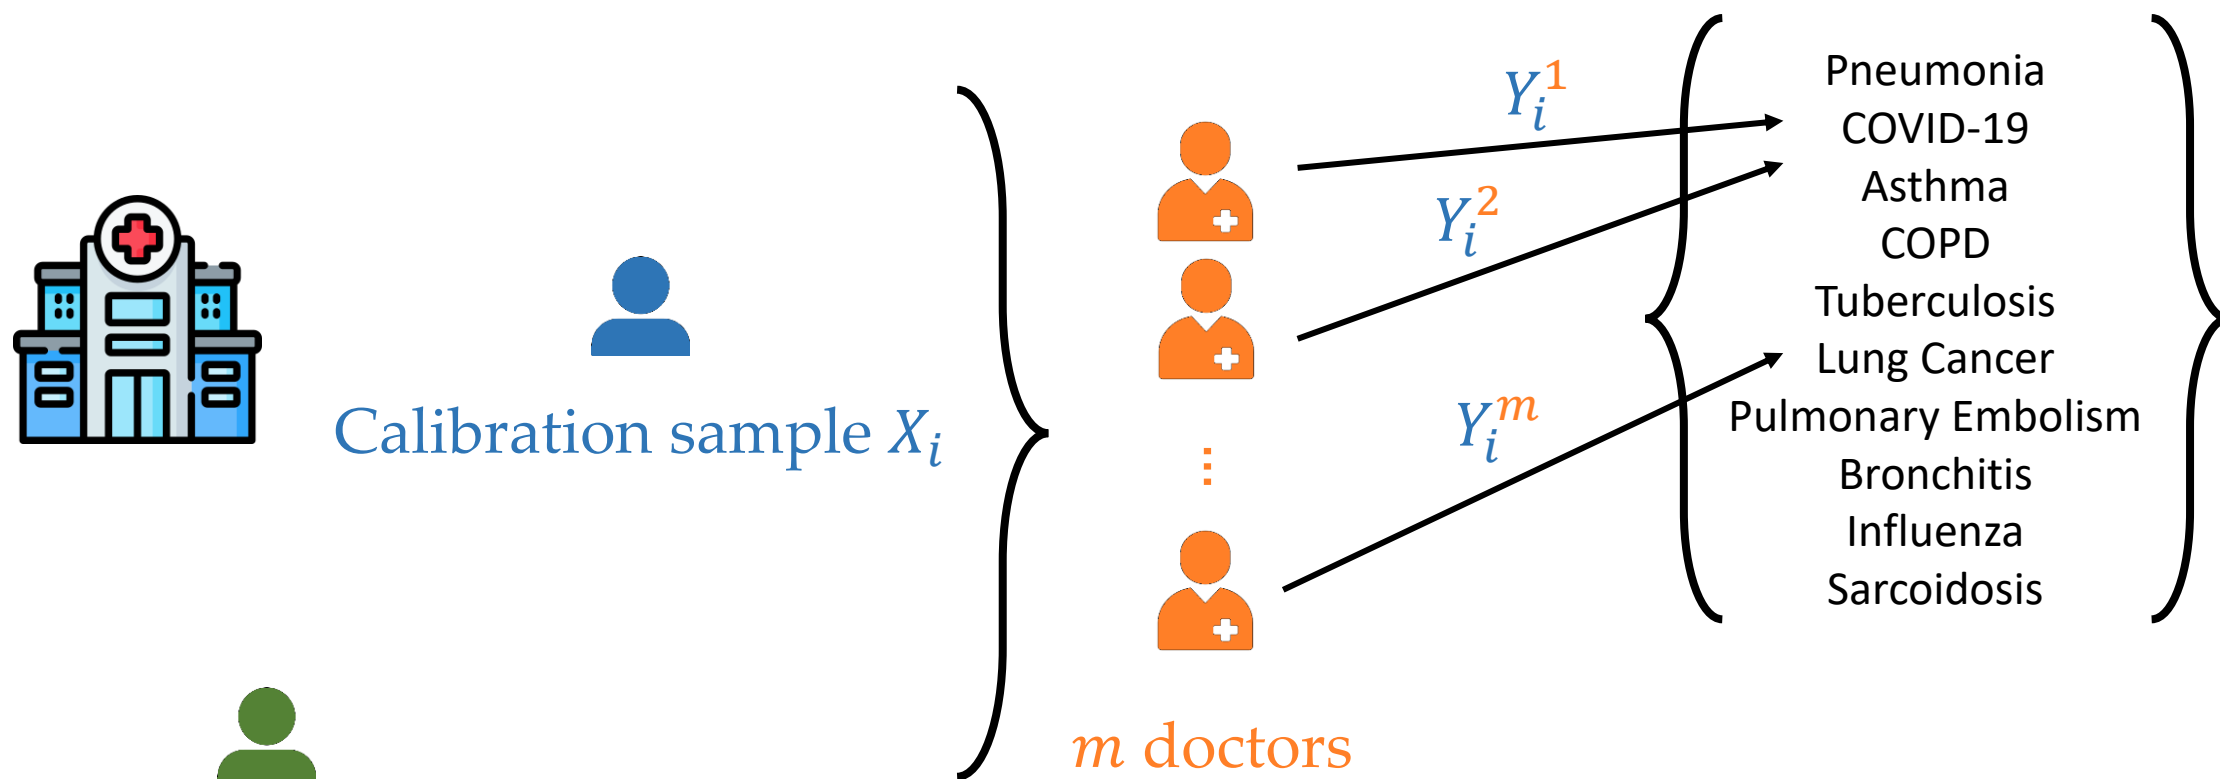 Calibration sample X_i
Y_i^1
Y_i^2
⋮
Y_i^m
m doctors
Pneumonia
COVID-19
Asthma
COPD
Tuberculosis
Lung Cancer
Pulmonary Embolism
Bronchitis
Influenza
Sarcoidosis